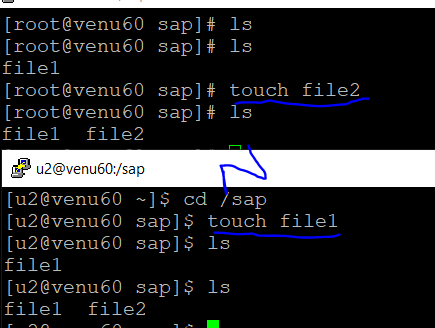 [root@venu60 sap]# ls
[root@venu60 sap]# ls
file1
[root@venu60 sap]# touch file2
[root@venu60 sap]# ls
file1  file2
u2@venu60:/sap
[u2@venu60 ~]$ cd /sap
[u2@venu60 sap]$ touch file1
[u2@venu60 sap]$ ls
file1
[u2@venu60 sap]$ ls
file1  file2